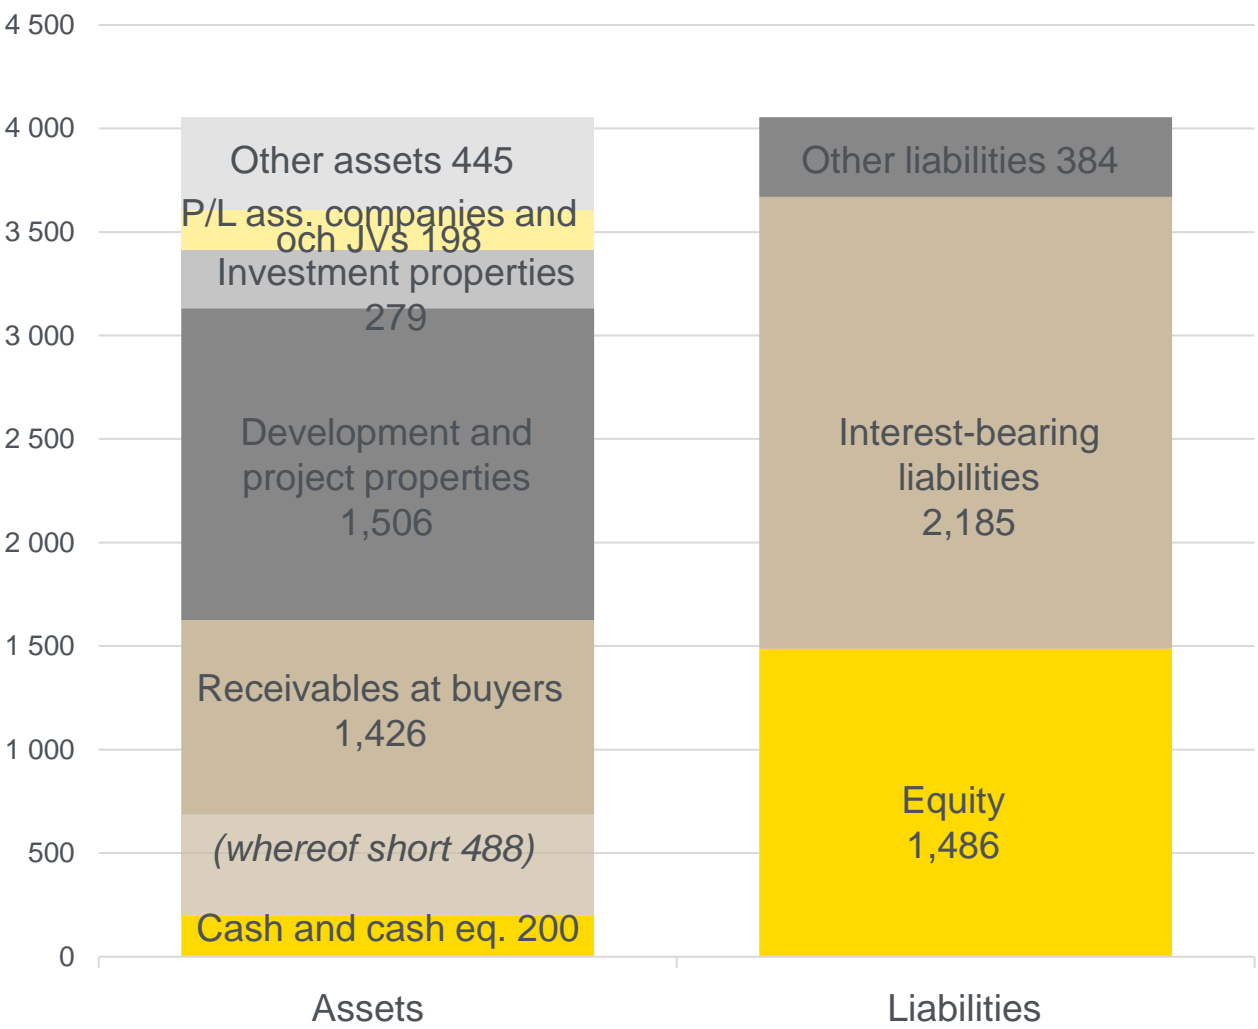 4 500
4 000
3 500
3 000
2 500
2 000
1 500
1 000
500
0
Other assets 445
P/L ass. companies and
och JVs 198
Investment properties
279
Development and
project properties
1,506
Receivables at buyers
1,426
(whereof short 488)
Cash and cash eq. 200
Other liabilities 384
Interest-bearing
liabilities
2,185
Equity
1,486
Assets
Liabilities